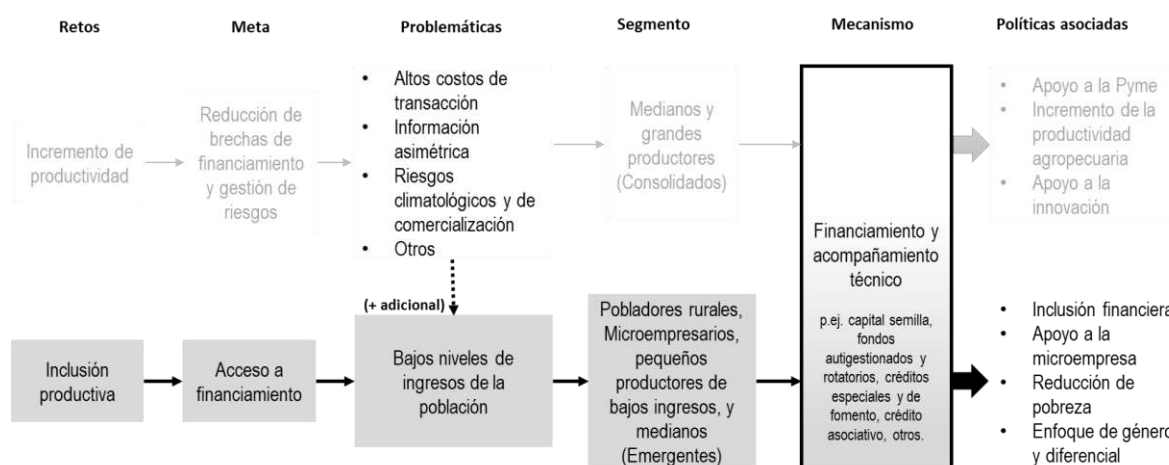 Retos
Meta
Problemáticas
Segmento
Mecanismo
Políticas asociadas
Incremento de
productividad
Reducción de
brechas de
financiamiento
y gestión de
riesgos
• Altos costos de
transacción
• Información
asimétrica
• Riesgos
climatológicos y de
comercialización
• Otros
Medianos y
grandes
productores
(Consolidados)
• Apoyo a la Pyme
• Incremento de la
productividad
agropecuaria
• Apoyo a la
innovación
Financiamiento y
acompañamiento
técnico
p.ej. capital semilla,
fondos
autigestionados y
rotatorios, créditos
especiales y de
fomento, crédito
asociativo, otros.
(+ adicional)
Inclusión
productiva
Acceso a
financiamiento
Bajos niveles de
ingresos de la
población
Pobladores rurales,
Microempresarios,
pequeños
productores de
bajos ingresos, y
medianos
(Emergentes)
• Inclusión financiera
• Apoyo a la
microempresa
• Reducción de
pobreza
• Enfoque de género
y diferencial